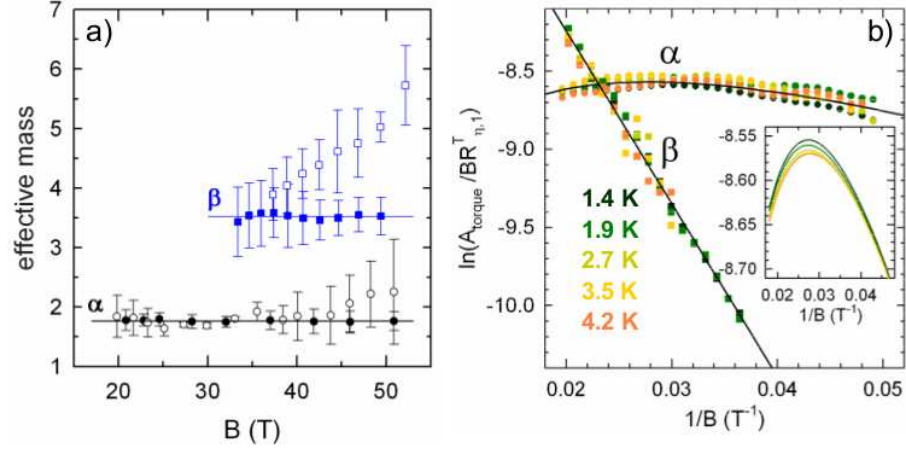 a)
7
6
5
4
3
2
1
effective mass
β
α
20
30
40
50
B (T)
b)
-8.5
-9.0
-9.5
-10.0
ln(A_torque/BR^T_η,1)
α
β
1.4 K
1.9 K
2.7 K
3.5 K
4.2 K
-8.55
-8.60
-8.65
-8.70
0.02 0.03 0.04
1/B (T⁻¹)
0.02 0.03 0.04 0.05
1/B (T⁻¹)